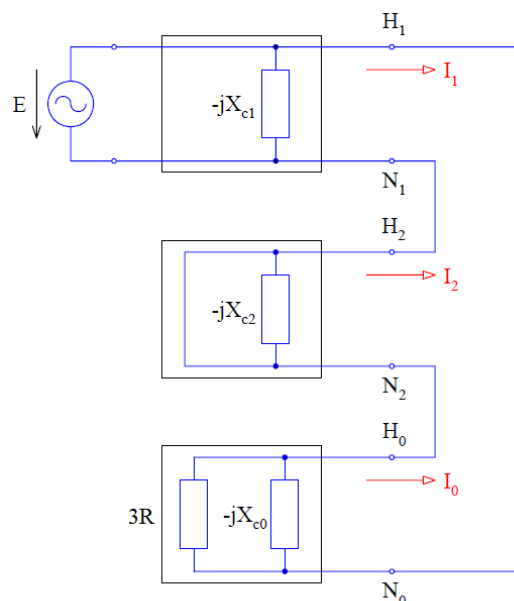 H₁
E
-jXc1
I₁
N₁
H₂
-jXc2
I₂
N₂
H₀
3R
-jXc0
I₀
N₀